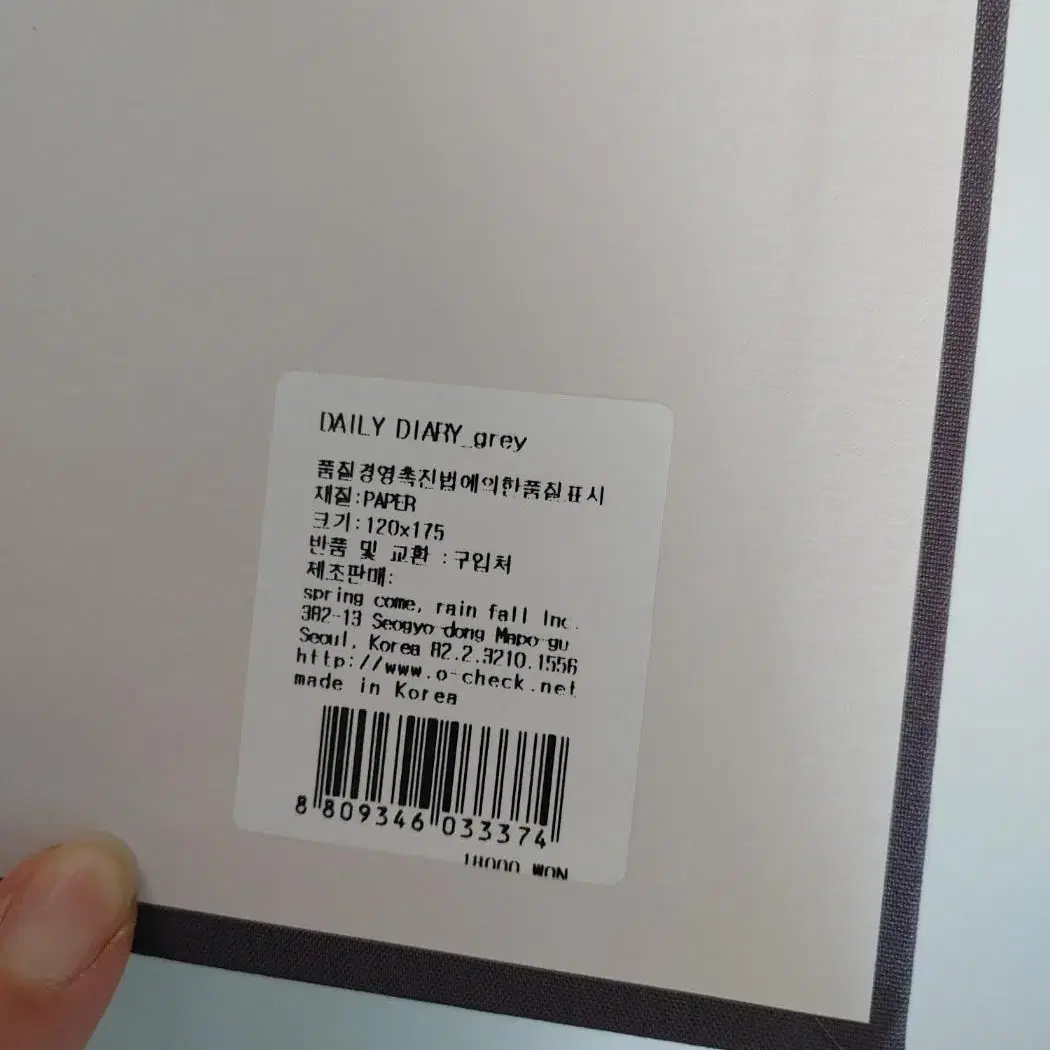 DAILY DIARY_grey
품질경영촉진법에의한품질표시
재질:PAPER
크기:120x175
반품 및 교환 :구입처
제조판매:
spring come, rain fall Inc.
382-13 Seogyo-dong Mapo-gu
Seoul, Korea 82.2.3210.1556
http://www.o-check.net
made in Korea
8 809346 033374
18000 WON